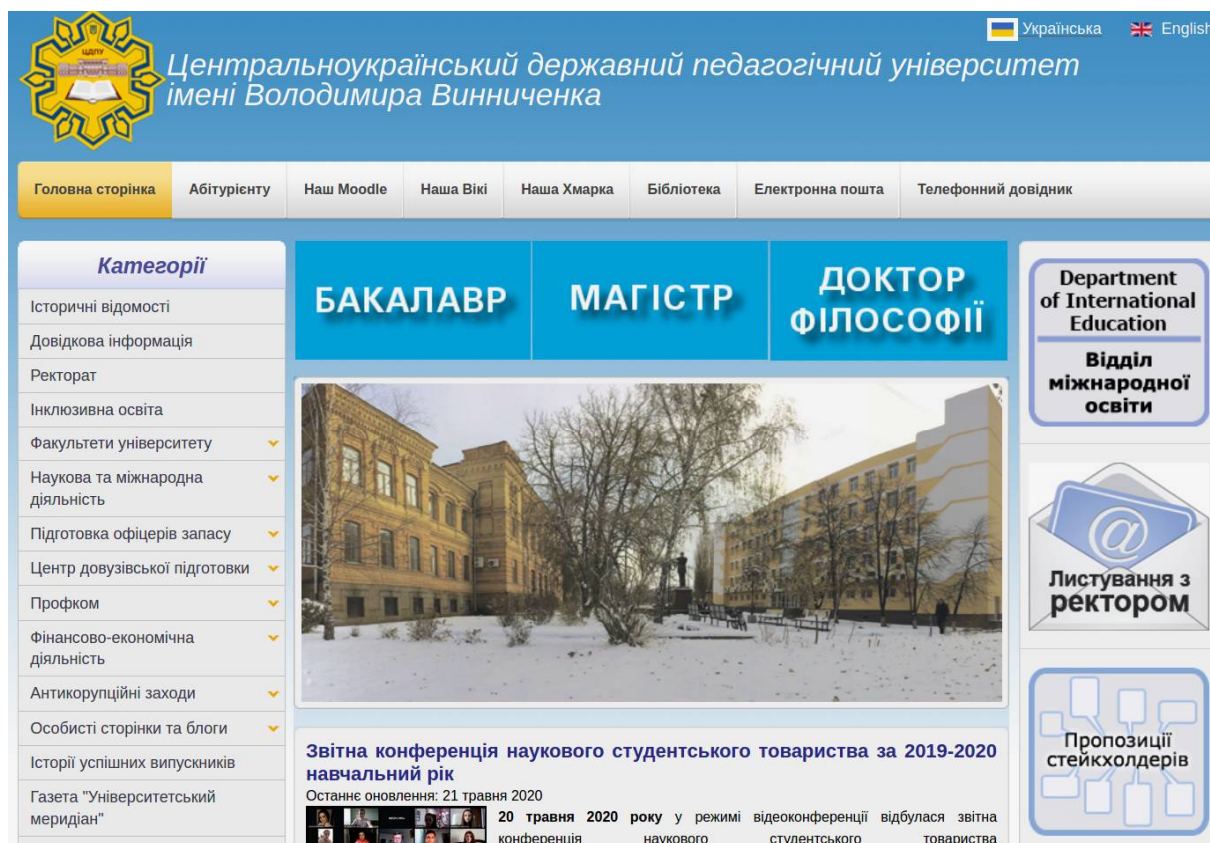 Українська
English
ЦДПУ
Центральноукраїнський державний педагогічний університет
імені Володимира Винниченка
Головна сторінка
Абітурієнту
Наш Moodle
Наша Вікі
Наша Хмарка
Бібліотека
Електронна пошта
Телефонний довідник
Категорії
Історичні відомості
Довідкова інформація
Ректорат
Інклюзивна освіта
Факультети університету
Наукова та міжнародна
діяльність
Підготовка офіцерів запасу
Центр довузівської підготовки
Профком
Фінансово-економічна
діяльність
Антикорупційні заходи
Особисті сторінки та блоги
Історії успішних випускників
Газета "Університетський
меридіан"
БАКАЛАВР
МАГІСТР
ДОКТОР
ФІЛОСОФІЇ
Звітна конференція наукового студентського товариства за 2019-2020
навчальний рік
Останнє оновлення: 21 травня 2020
20 травня 2020 року у режимі відеоконференції відбулася звітна
конференція наукового студентського товариства
Department
of International
Education
Відділ
міжнародної
освіти
Листування з
ректором
Пропозиції
стейкхолдерів